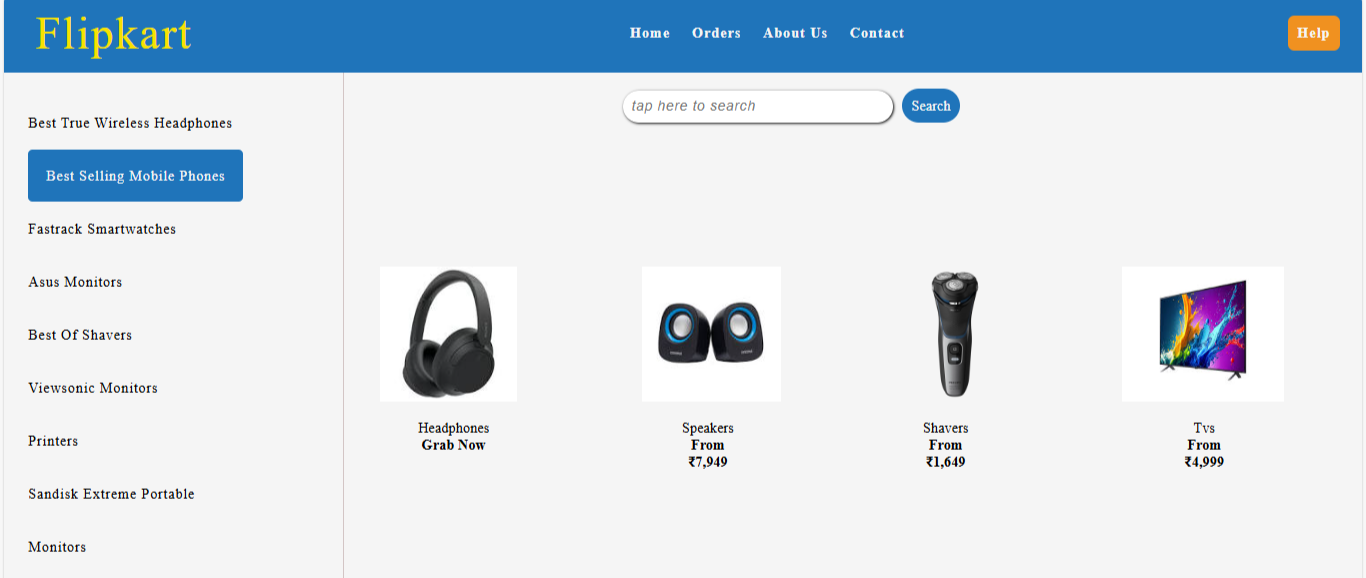 Flipkart
Home Orders About Us Contact
Help
tap here to search
Search
Best True Wireless Headphones
Best Selling Mobile Phones
Fastrack Smartwatches
Asus Monitors
Best Of Shavers
Viewsonic Monitors
Printers
Sandisk Extreme Portable
Monitors
Headphones
Grab Now
Speakers
From
₹7,949
Shavers
From
₹1,649
Tvs
From
₹4,999